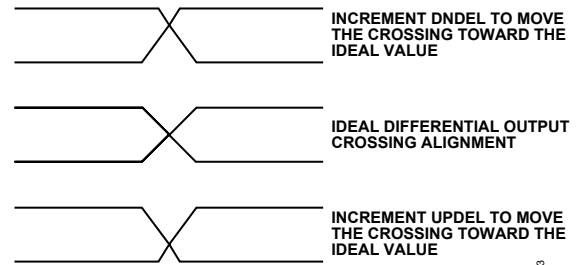 INCREMENT DNDEL TO MOVE
THE CROSSING TOWARD THE
IDEAL VALUE
IDEAL DIFFERENTIAL OUTPUT
CROSSING ALIGNMENT
INCREMENT UPDEL TO MOVE
THE CROSSING TOWARD THE
IDEAL VALUE